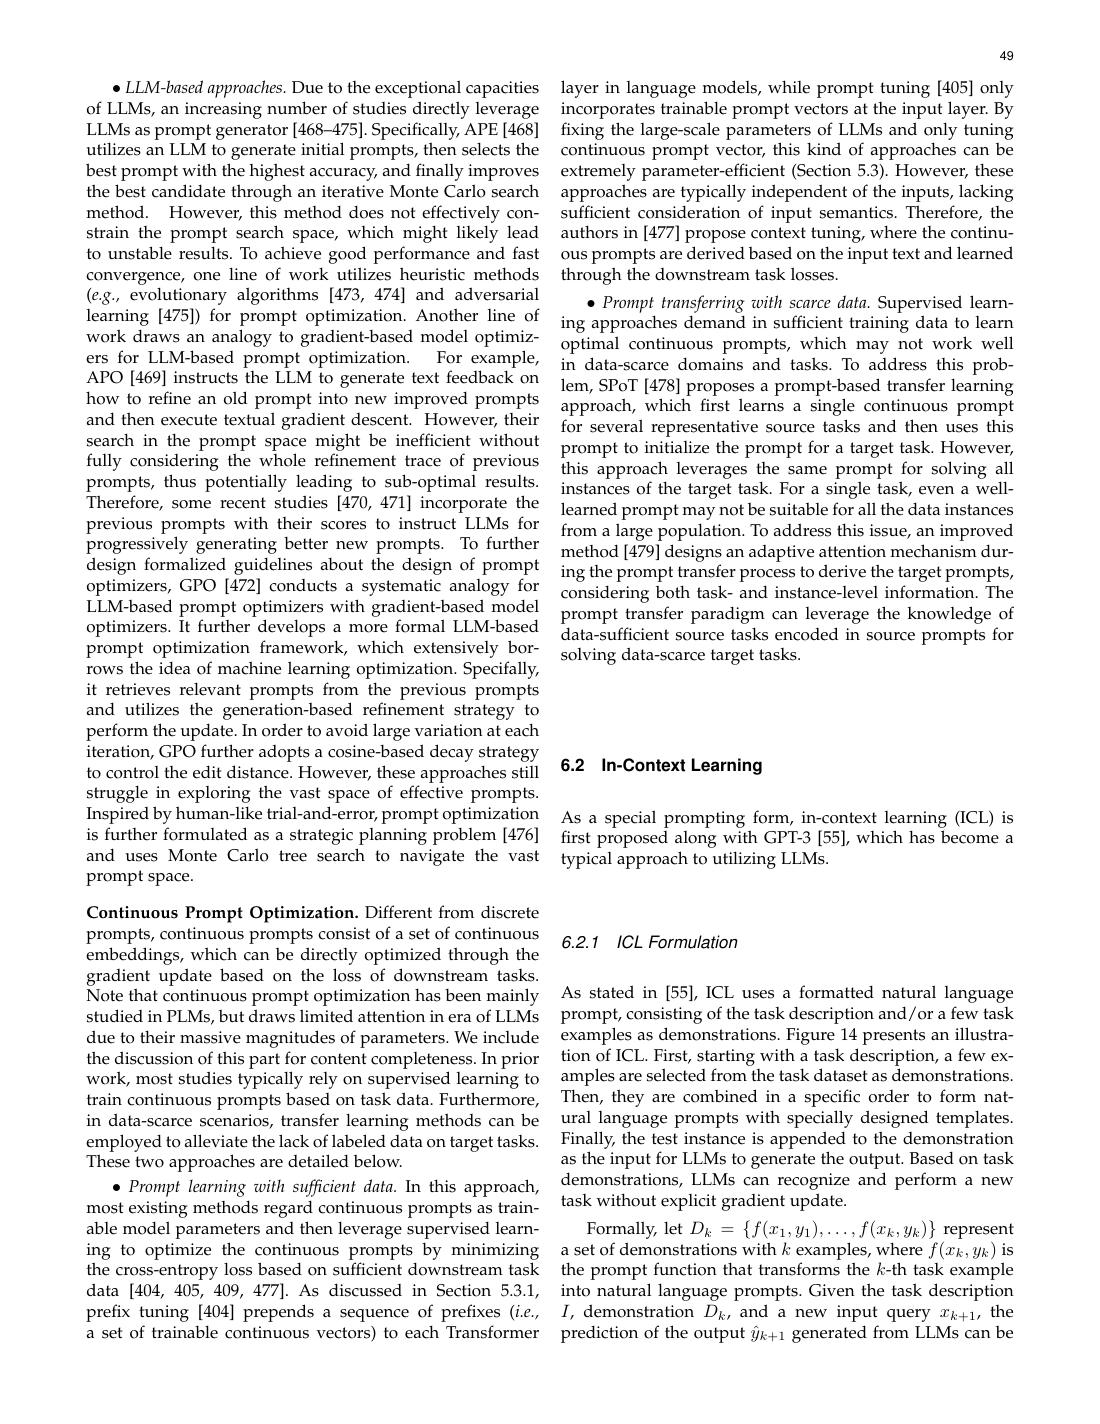 49
• LLM-based approaches. Due to the exceptional capacities
of LLMs, an increasing number of studies directly leverage
LLMs as prompt generator [468–475]. Specifically, APE [468]
utilizes an LLM to generate initial prompts, then selects the
best prompt with the highest accuracy, and finally improves
the best candidate through an iterative Monte Carlo search
method. However, this method does not effectively con-
strain the prompt search space, which might likely lead
to unstable results. To achieve good performance and fast
convergence, one line of work utilizes heuristic methods
(e.g., evolutionary algorithms [473, 474] and adversarial
learning [475]) for prompt optimization. Another line of
work draws an analogy to gradient-based model optimiz-
ers for LLM-based prompt optimization. For example,
APO [469] instructs the LLM to generate text feedback on
how to refine an old prompt into new improved prompts
and then execute textual gradient descent. However, their
search in the prompt space might be inefficient without
fully considering the whole refinement trace of previous
prompts, thus potentially leading to sub-optimal results.
Therefore, some recent studies [470, 471] incorporate the
previous prompts with their scores to instruct LLMs for
progressively generating better new prompts. To further
design formalized guidelines about the design of prompt
optimizers, GPO [472] conducts a systematic analogy for
LLM-based prompt optimizers with gradient-based model
optimizers. It further develops a more formal LLM-based
prompt optimization framework, which extensively bor-
rows the idea of machine learning optimization. Specifally,
it retrieves relevant prompts from the previous prompts
and utilizes the generation-based refinement strategy to
perform the update. In order to avoid large variation at each
iteration, GPO further adopts a cosine-based decay strategy
to control the edit distance. However, these approaches still
struggle in exploring the vast space of effective prompts.
Inspired by human-like trial-and-error, prompt optimization
is further formulated as a strategic planning problem [476]
and uses Monte Carlo tree search to navigate the vast
prompt space.
Continuous Prompt Optimization. Different from discrete
prompts, continuous prompts consist of a set of continuous
embeddings, which can be directly optimized through the
gradient update based on the loss of downstream tasks.
Note that continuous prompt optimization has been mainly
studied in PLMs, but draws limited attention in era of LLMs
due to their massive magnitudes of parameters. We include
the discussion of this part for content completeness. In prior
work, most studies typically rely on supervised learning to
train continuous prompts based on task data. Furthermore,
in data-scarce scenarios, transfer learning methods can be
employed to alleviate the lack of labeled data on target tasks.
These two approaches are detailed below.
• Prompt learning with sufficient data. In this approach,
most existing methods regard continuous prompts as train-
able model parameters and then leverage supervised learn-
ing to optimize the continuous prompts by minimizing
the cross-entropy loss based on sufficient downstream task
data [404, 405, 409, 477]. As discussed in Section 5.3.1,
prefix tuning [404] prepends a sequence of prefixes (i.e.,
a set of trainable continuous vectors) to each Transformer
layer in language models, while prompt tuning [405] only
incorporates trainable prompt vectors at the input layer. By
fixing the large-scale parameters of LLMs and only tuning
continuous prompt vector, this kind of approaches can be
extremely parameter-efficient (Section 5.3). However, these
approaches are typically independent of the inputs, lacking
sufficient consideration of input semantics. Therefore, the
authors in [477] propose context tuning, where the continu-
ous prompts are derived based on the input text and learned
through the downstream task losses.
• Prompt transferring with scarce data. Supervised learn-
ing approaches demand in sufficient training data to learn
optimal continuous prompts, which may not work well
in data-scarce domains and tasks. To address this prob-
lem, SPoT [478] proposes a prompt-based transfer learning
approach, which first learns a single continuous prompt
for several representative source tasks and then uses this
prompt to initialize the prompt for a target task. However,
this approach leverages the same prompt for solving all
instances of the target task. For a single task, even a well-
learned prompt may not be suitable for all the data instances
from a large population. To address this issue, an improved
method [479] designs an adaptive attention mechanism dur-
ing the prompt transfer process to derive the target prompts,
considering both task- and instance-level information. The
prompt transfer paradigm can leverage the knowledge of
data-sufficient source tasks encoded in source prompts for
solving data-scarce target tasks.
6.2 In-Context Learning
As a special prompting form, in-context learning (ICL) is
first proposed along with GPT-3 [55], which has become a
typical approach to utilizing LLMs.
6.2.1 ICL Formulation
As stated in [55], ICL uses a formatted natural language
prompt, consisting of the task description and/or a few task
examples as demonstrations. Figure 14 presents an illustra-
tion of ICL. First, starting with a task description, a few ex-
amples are selected from the task dataset as demonstrations.
Then, they are combined in a specific order to form nat-
ural language prompts with specially designed templates.
Finally, the test instance is appended to the demonstration
as the input for LLMs to generate the output. Based on task
demonstrations, LLMs can recognize and perform a new
task without explicit gradient update.
Formally, let D_k = {f(x_1, y_1), . . . , f(x_k, y_k)} represent
a set of demonstrations with k examples, where f(x_k, y_k) is
the prompt function that transforms the k-th task example
into natural language prompts. Given the task description
I, demonstration D_k, and a new input query x_{k+1}, the
prediction of the output ŷ_{k+1} generated from LLMs can be